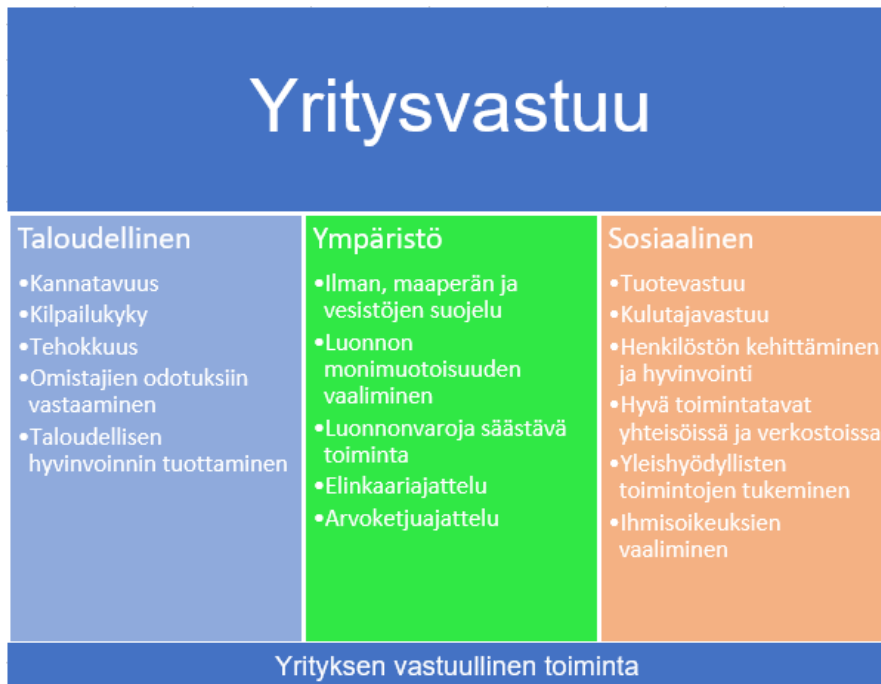 Yritysvastuu
Taloudellinen
•Kannatavuus
•Kilpailukyky
•Tehokkuus
•Omistajien odotuksiin
vastaaminen
•Taloudellisen
hyvinvoinnin tuottaminen
Ympäristö
•Ilman, maaperän ja
vesistöjen suojelu
•Luonnon
monimuotoisuuden
vaaliminen
•Luonnonvaroja säästävä
toiminta
•Elinkaariajattelu
•Arvoketjuajattelu
Sosiaalinen
•Tuotevastuu
•Kulutajavastuu
•Henkilöstön kehittäminen
ja hyvinvointi
•Hyvä toimintatavat
yhteisöissä ja verkostoissa
•Yleishyödyllisten
toimintojen tukeminen
•Ihmisoikeuksien
vaaliminen
Yrityksen vastuullinen toiminta